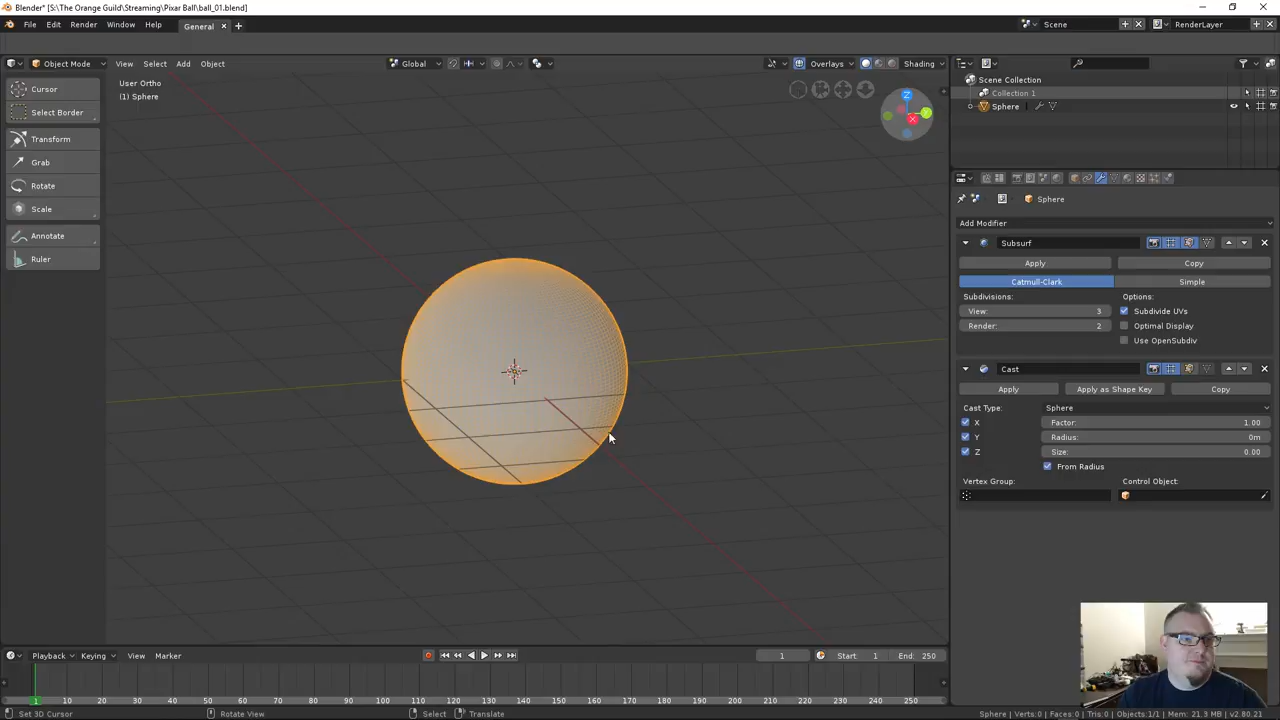 Blender* [S:\The Orange Guild\Streaming\Pixar Ball\ball_01.blend]
File Edit Render Window Help General Scene RenderLayer
Object Mode View Select Add Object Global Overlays Shading
User Ortho
(1) Sphere
Cursor
Select Border
Transform
Grab
Rotate
Scale
Annotate
Ruler
Z
Y
X
Scene Collection
Collection 1
Sphere
Sphere
Add Modifier
Subsurf
Apply Copy
Catmull-Clark Simple
Subdivisions: Options:
View: 3 Subdivide UVs
Render: 2 Optimal Display
Use OpenSubdiv
Cast
Apply Apply as Shape Key Copy
Cast Type: Sphere
X Factor: 1.00
Y Radius: 0m
Z Size: 0.00
From Radius
Vertex Group: Control Object:
Playback Keying View Marker 1 Start: 1 End: 250
1 10 20 30 40 50 60 70 80 90 100 110 120 130 140 150 160 170 180 190 200 210 220 230 240 250
Set 3D Cursor Rotate View Select Translate Sphere | Verts:0 | Faces:0 | Tris:0 | Objects:1/1 | Mem: 21.3 MB | v2.80.21